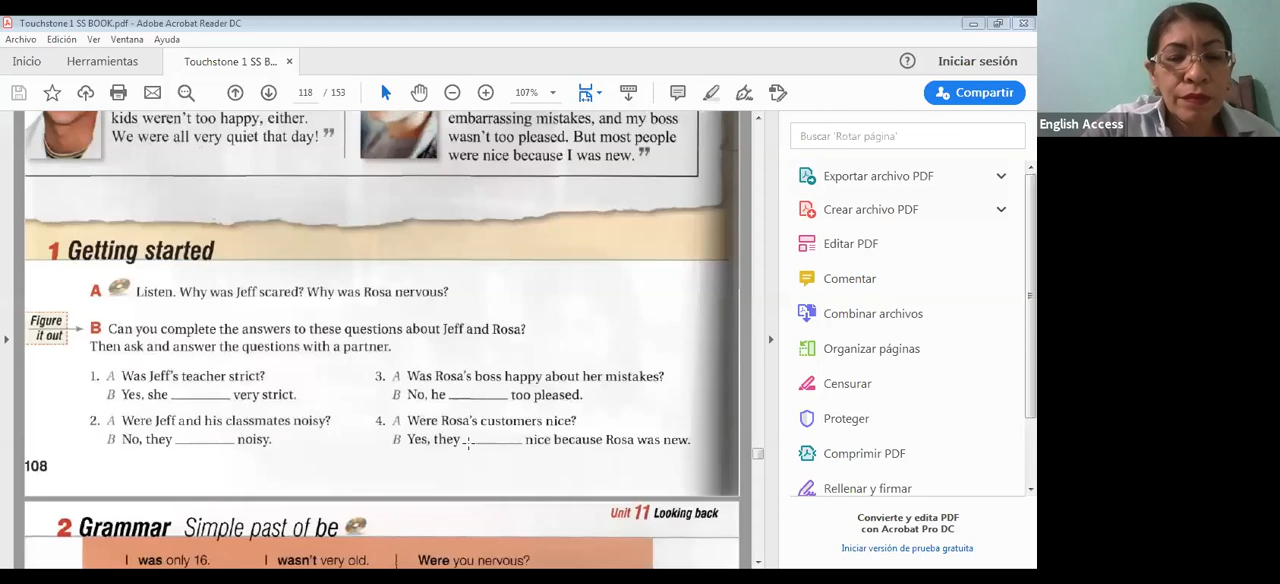 Touchstone 1 SS BOOK.pdf - Adobe Acrobat Reader DC
Archivo Edición Ver Ventana Ayuda
Inicio Herramientas Touchstone 1 SS B... × Iniciar sesión
118 / 153 107% Compartir
kids weren't too happy, either.
We were all very quiet that day! ”
embarrassing mistakes, and my boss
wasn't too pleased. But most people
were nice because I was new. ”
1 Getting started
A Listen. Why was Jeff scared? Why was Rosa nervous?
Figure
it out
B Can you complete the answers to these questions about Jeff and Rosa?
Then ask and answer the questions with a partner.
1. A Was Jeff's teacher strict?
B Yes, she ________ very strict.
2. A Were Jeff and his classmates noisy?
B No, they ________ noisy.
3. A Was Rosa's boss happy about her mistakes?
B No, he ________ too pleased.
4. A Were Rosa's customers nice?
B Yes, they ________ nice because Rosa was new.
108
Unit 11 Looking back
2 Grammar Simple past of be
I was only 16. I wasn't very old. Were you nervous?
Buscar 'Rotar página'
Exportar archivo PDF
Crear archivo PDF
Editar PDF
Comentar
Combinar archivos
Organizar páginas
Censurar
Proteger
Comprimir PDF
Rellenar y firmar
Convierte y edita PDF
con Acrobat Pro DC
Iniciar versión de prueba gratuita
English Access